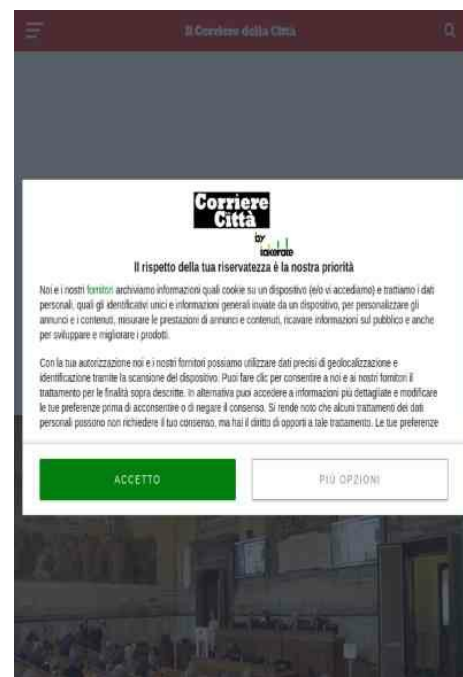 Il Corriere della Città
Corriere
Città
by
takerate
Il rispetto della tua riservatezza è la nostra priorità
Noi e i nostri fornitori archiviamo informazioni quali cookie su un dispositivo (e/o vi accediamo) e trattiamo i dati
personali, quali gli identificativi unici e informazioni generali inviate da un dispositivo, per personalizzare gli
annunci e i contenuti, misurare le prestazioni di annunci e contenuti, ricavare informazioni sul pubblico e anche
per sviluppare e migliorare i prodotti.
Con la tua autorizzazione noi e i nostri fornitori possiamo utilizzare dati precisi di geolocalizzazione e
identificazione tramite la scansione del dispositivo. Puoi fare clic per consentire a noi e ai nostri fornitori il
trattamento per le finalità sopra descritte. In alternativa puoi accedere a informazioni più dettagliate e modificare
le tue preferenze prima di acconsentire o di negare il consenso. Si rende noto che alcuni trattamenti dei dati
personali possono non richiedere il tuo consenso, ma hai il diritto di opporti a tale trattamento. Le tue preferenze
ACCETTO
PIÙ OPZIONI